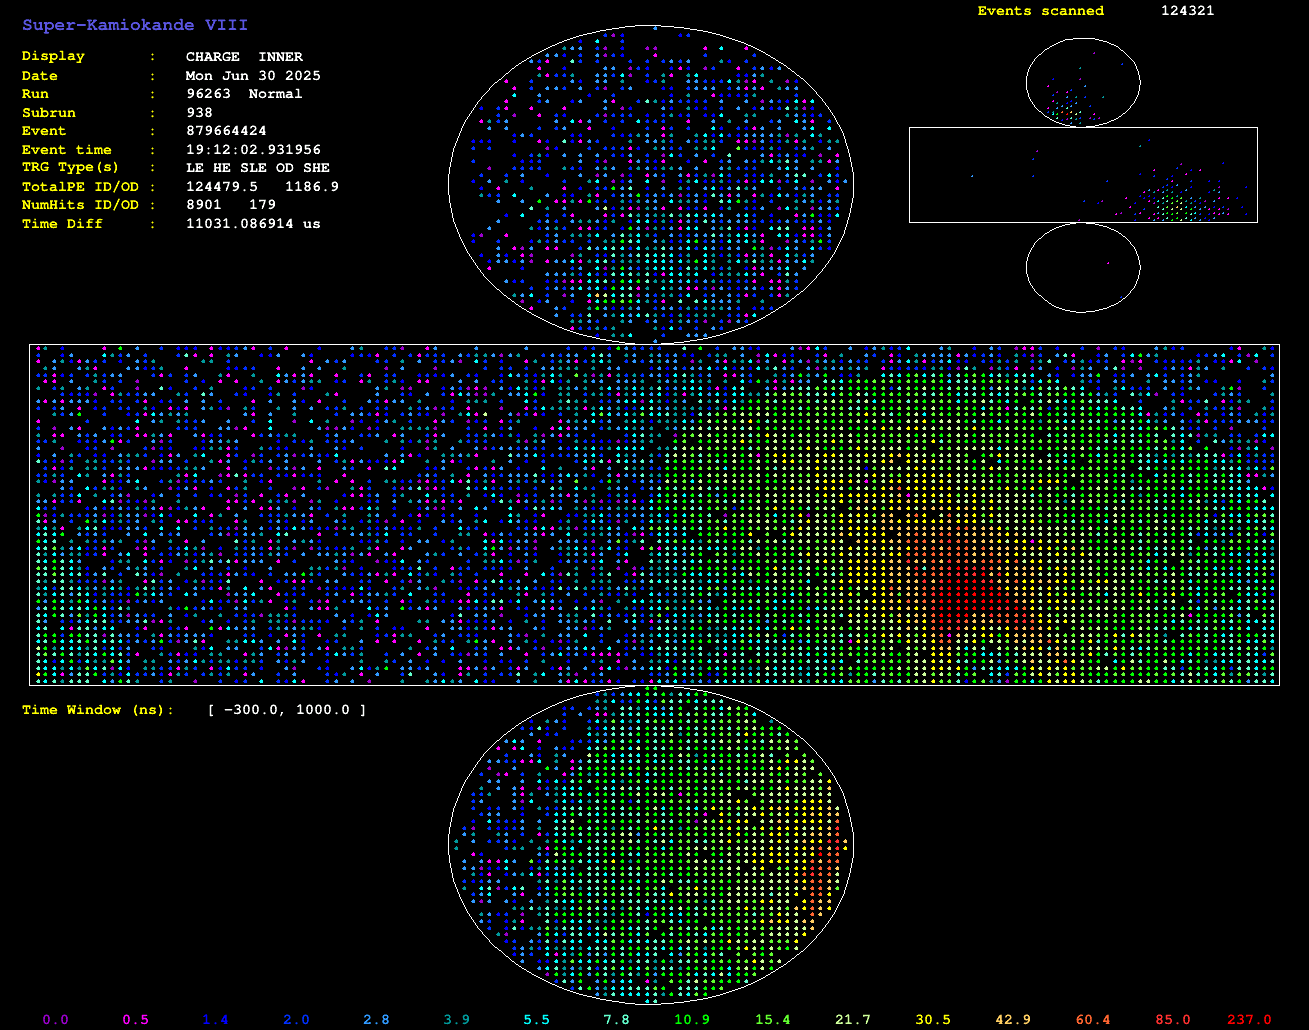 Super-Kamiokande VIII
Events scanned 124321
Display : CHARGE INNER
Date : Mon Jun 30 2025
Run : 96263 Normal
Subrun : 938
Event : 879664424
Event time : 19:12:02.931956
TRG Type(s) : LE HE SLE OD SHE
TotalPE ID/OD : 124479.5 1186.9
NumHits ID/OD : 8901 179
Time Diff : 11031.086914 us
Time Window (ns): [ -300.0, 1000.0 ]
0.0 0.5 1.4 2.0 2.8 3.9 5.5 7.8 10.9 15.4 21.7 30.5 42.9 60.4 85.0 237.0